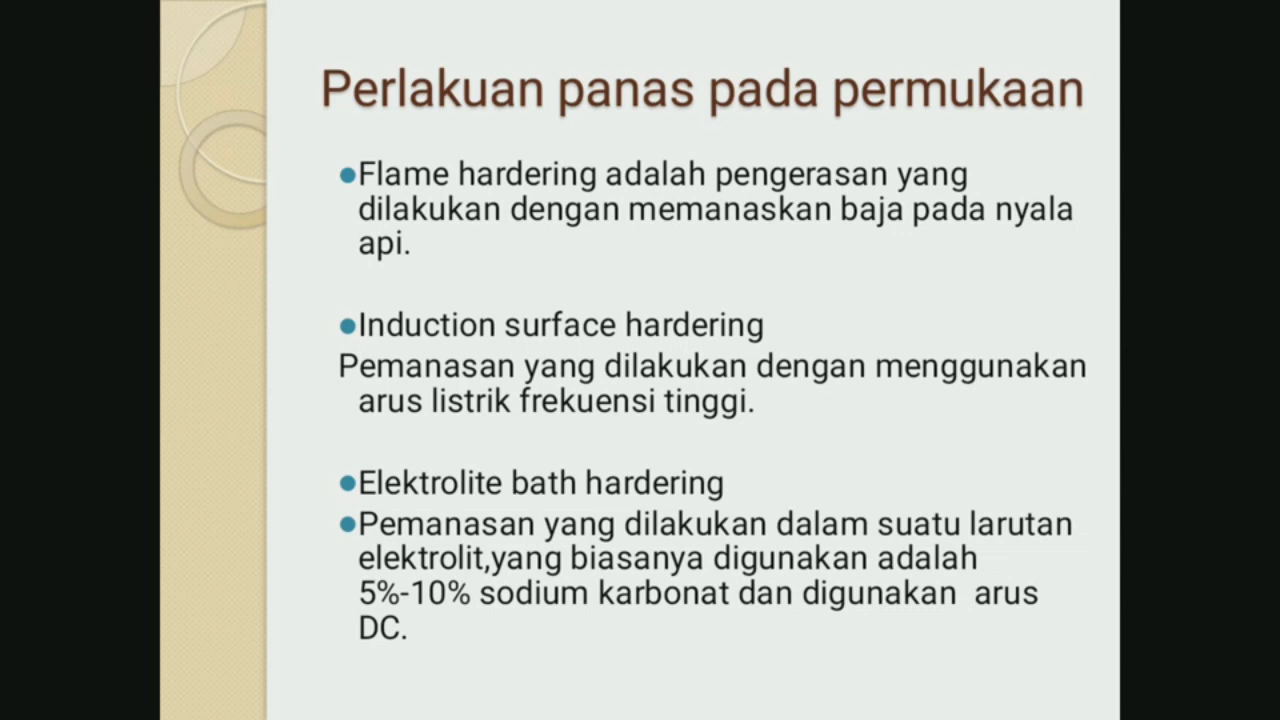 Perlakuan panas pada permukaan
●Flame hardering adalah pengerasan yang
dilakukan dengan memanaskan baja pada nyala
api.
●Induction surface hardering
Pemanasan yang dilakukan dengan menggunakan
arus listrik frekuensi tinggi.
●Elektrolite bath hardering
●Pemanasan yang dilakukan dalam suatu larutan
elektrolit,yang biasanya digunakan adalah
5%-10% sodium karbonat dan digunakan  arus
DC.